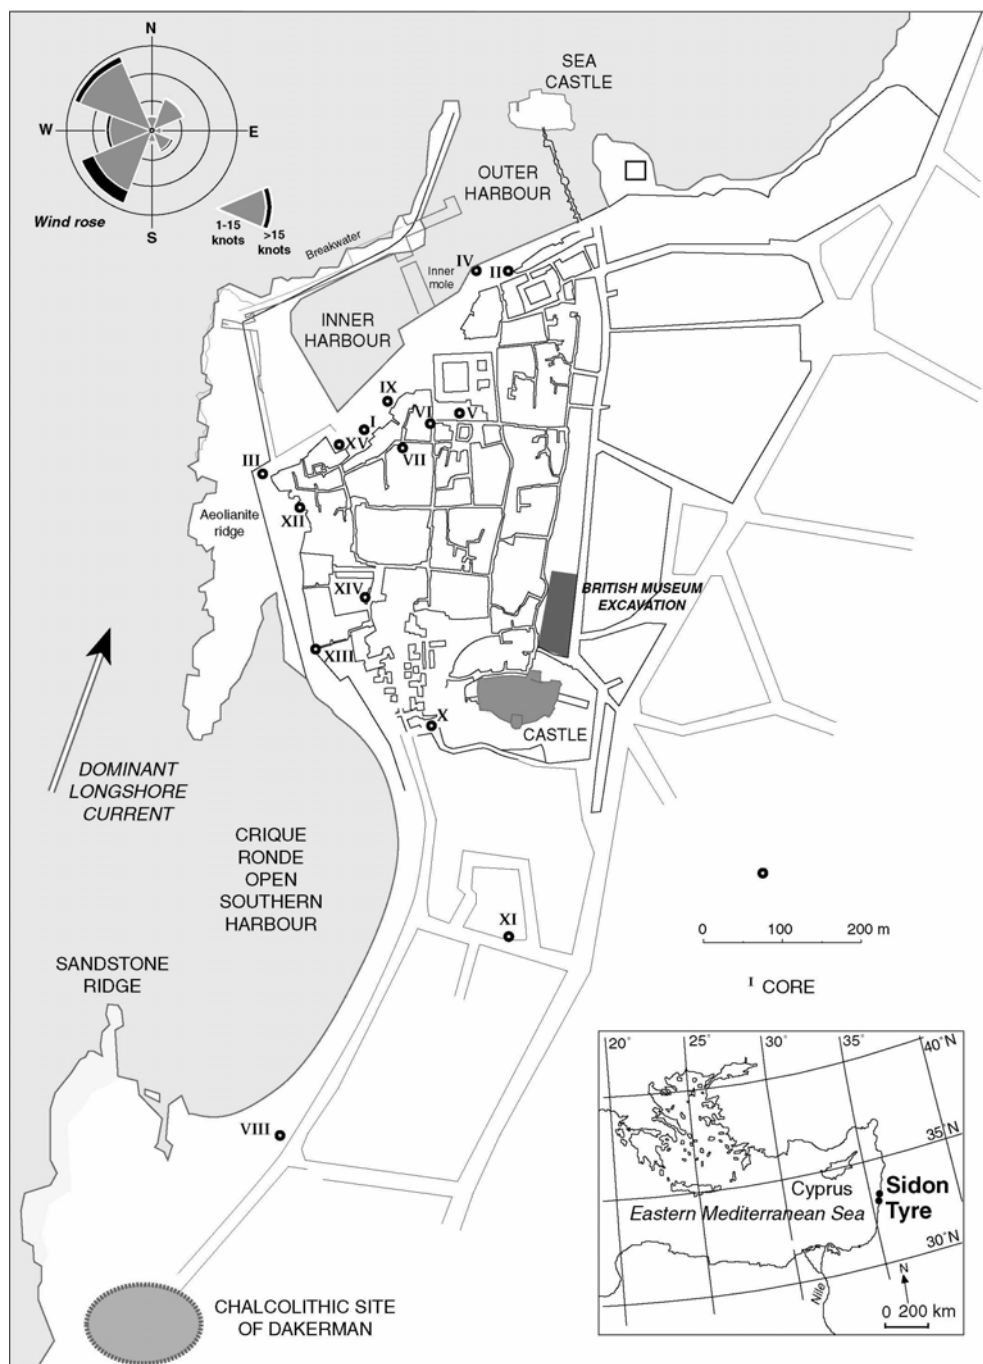 N
W
E
S
Wind rose
1-15
knots
>15
knots
SEA
CASTLE
OUTER
HARBOUR
Breakwater
Inner
mole
IV
II
INNER
HARBOUR
IX
I
VI
V
XV
VII
III
XII
Aeolianite
ridge
XIV
BRITISH MUSEUM
EXCAVATION
XIII
X
CASTLE
DOMINANT
LONGSHORE
CURRENT
CRIQUE
RONDE
OPEN
SOUTHERN
HARBOUR
XI
0 100 200 m
I CORE
SANDSTONE
RIDGE
VIII
CHALCOLITHIC SITE
OF DAKERMAN
20° 25° 30° 35° 40°N
35°N
30°N
Cyprus
Sidon
Tyre
Eastern Mediterranean Sea
Nile
N
0 200 km